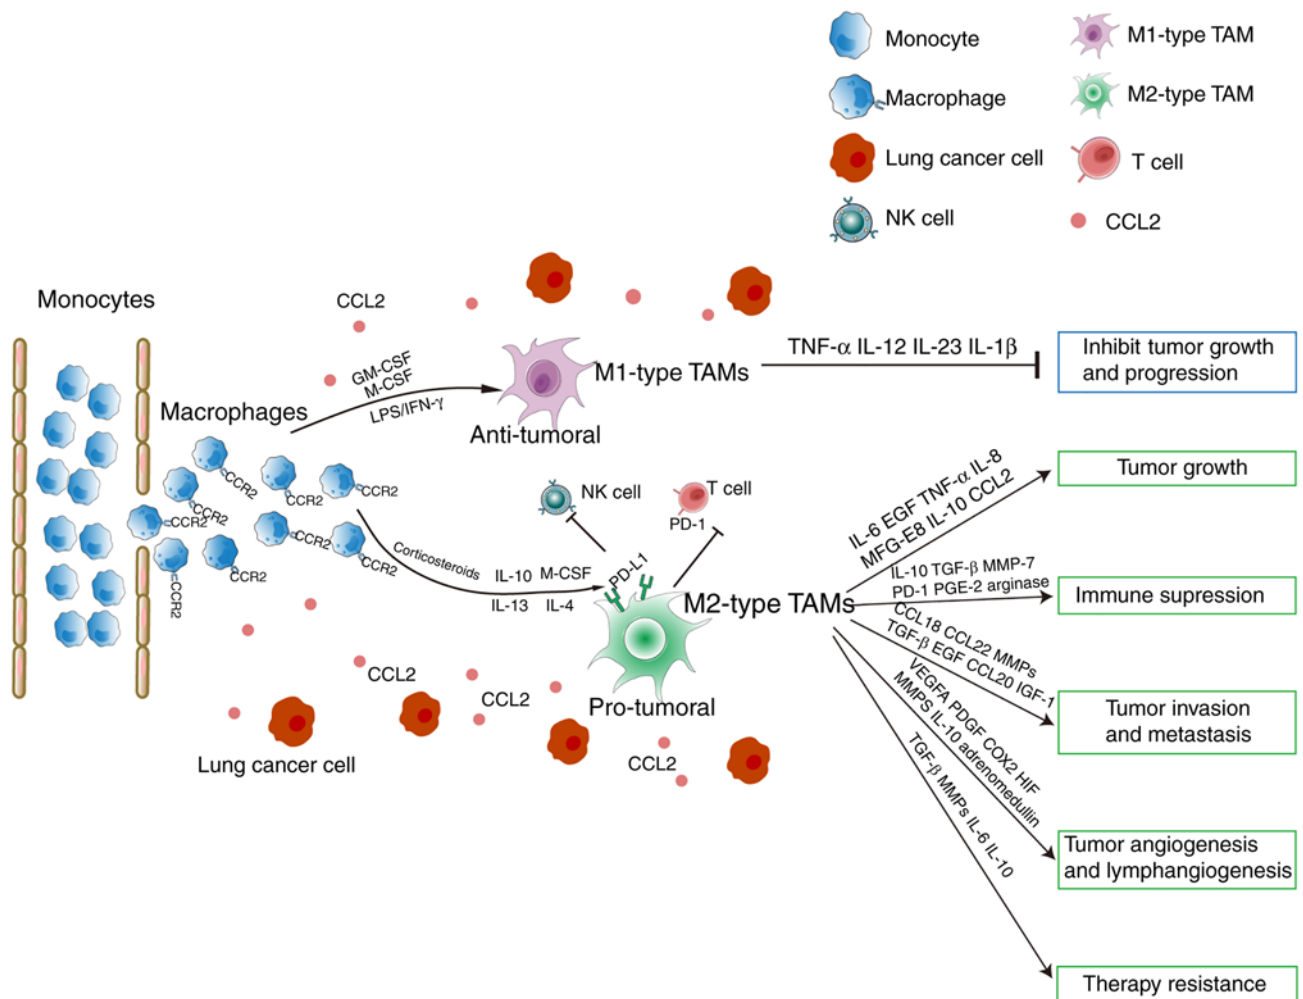 Monocyte
Macrophage
Lung cancer cell
NK cell
M1-type TAM
M2-type TAM
T cell
CCL2
Monocytes
CCL2
GM-CSF
M-CSF
LPS/IFN-γ
Macrophages
M1-type TAMs
Anti-tumoral
TNF-α IL-12 IL-23 IL-1β
Inhibit tumor growth
and progression
CCR2
CCR2
CCR2
CCR2
CCR2
CCR2
CCR2
CCR2
CCR2
Corticosteroids
IL-10 M-CSF
IL-13 IL-4
NK cell
T cell
PD-1
PD-L1
M2-type TAMs
Pro-tumoral
IL-6 EGF TNF-α IL-8
MFG-E8 IL-10 CCL2
Tumor growth
IL-10 TGF-β MMP-7
PD-1 PGE-2 arginase
Immune supression
CCL18 CCL22 MMPs
TGF-β EGF CCL20 IGF-1
Tumor invasion
and metastasis
VEGFA PDGF COX2 HIF
MMPS IL-10 adrenomedullin
Tumor angiogenesis
and lymphangiogenesis
TGF-β MMPs IL-6 IL-10
Therapy resistance
CCL2
CCL2
CCL2
Lung cancer cell